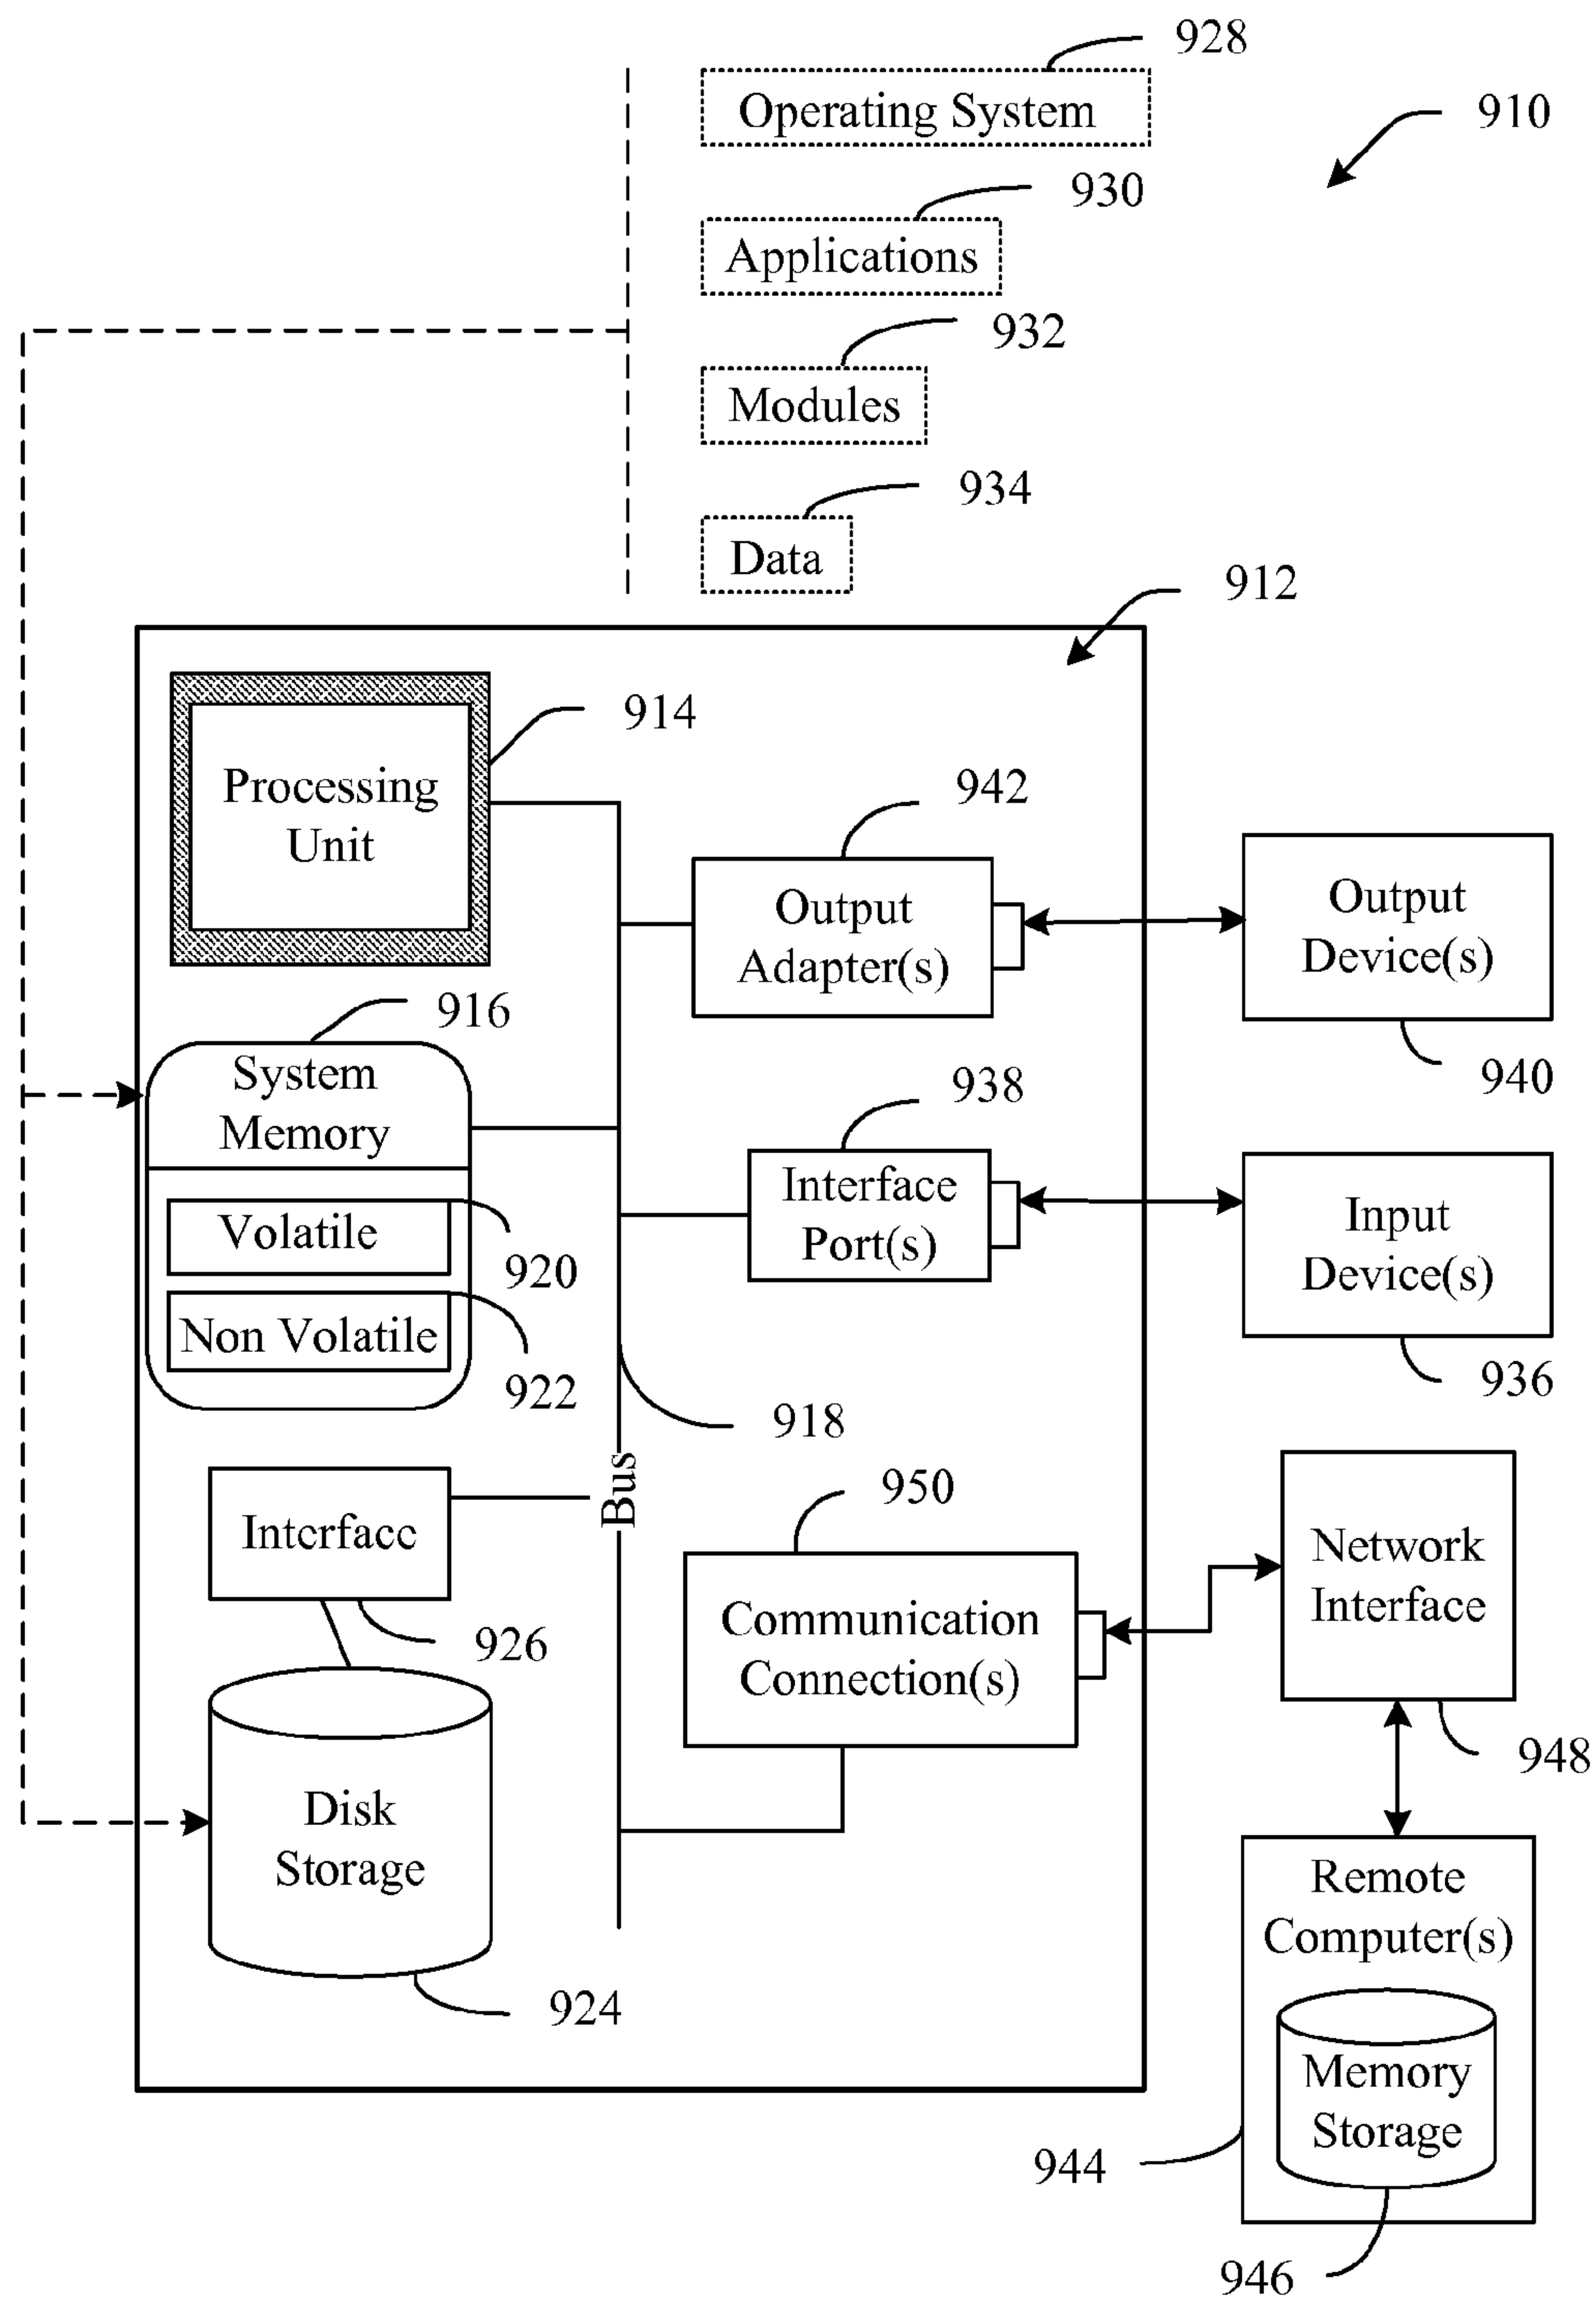 928
Operating System
910
930
Applications
932
Modules
934
Data
912
914
Processing
Unit
942
Output
Adapter(s)
Output
Device(s)
940
916
System
Memory
938
Interface
Port(s)
Input
Device(s)
936
Volatile
920
Non Volatile
922
918
Bus
Interface
926
950
Communication
Connection(s)
Network
Interface
948
Disk
Storage
924
Remote
Computer(s)
Memory
Storage
944
946